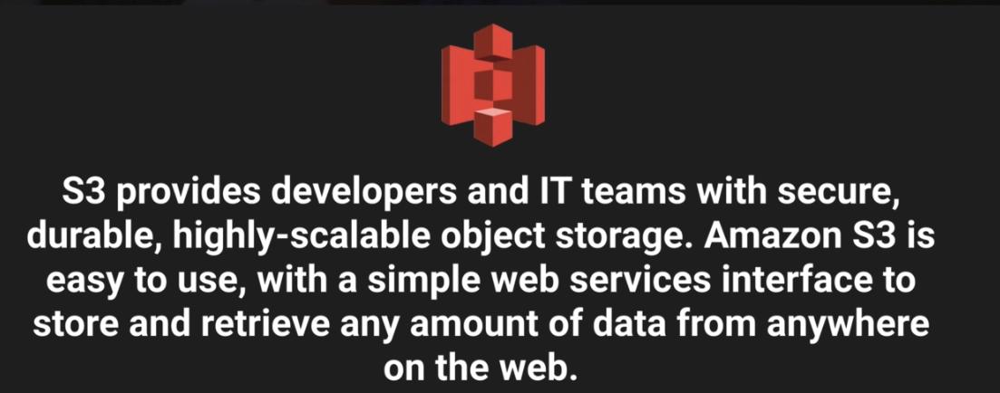 S3 provides developers and IT teams with secure,
durable, highly-scalable object storage. Amazon S3 is
easy to use, with a simple web services interface to
store and retrieve any amount of data from anywhere
on the web.